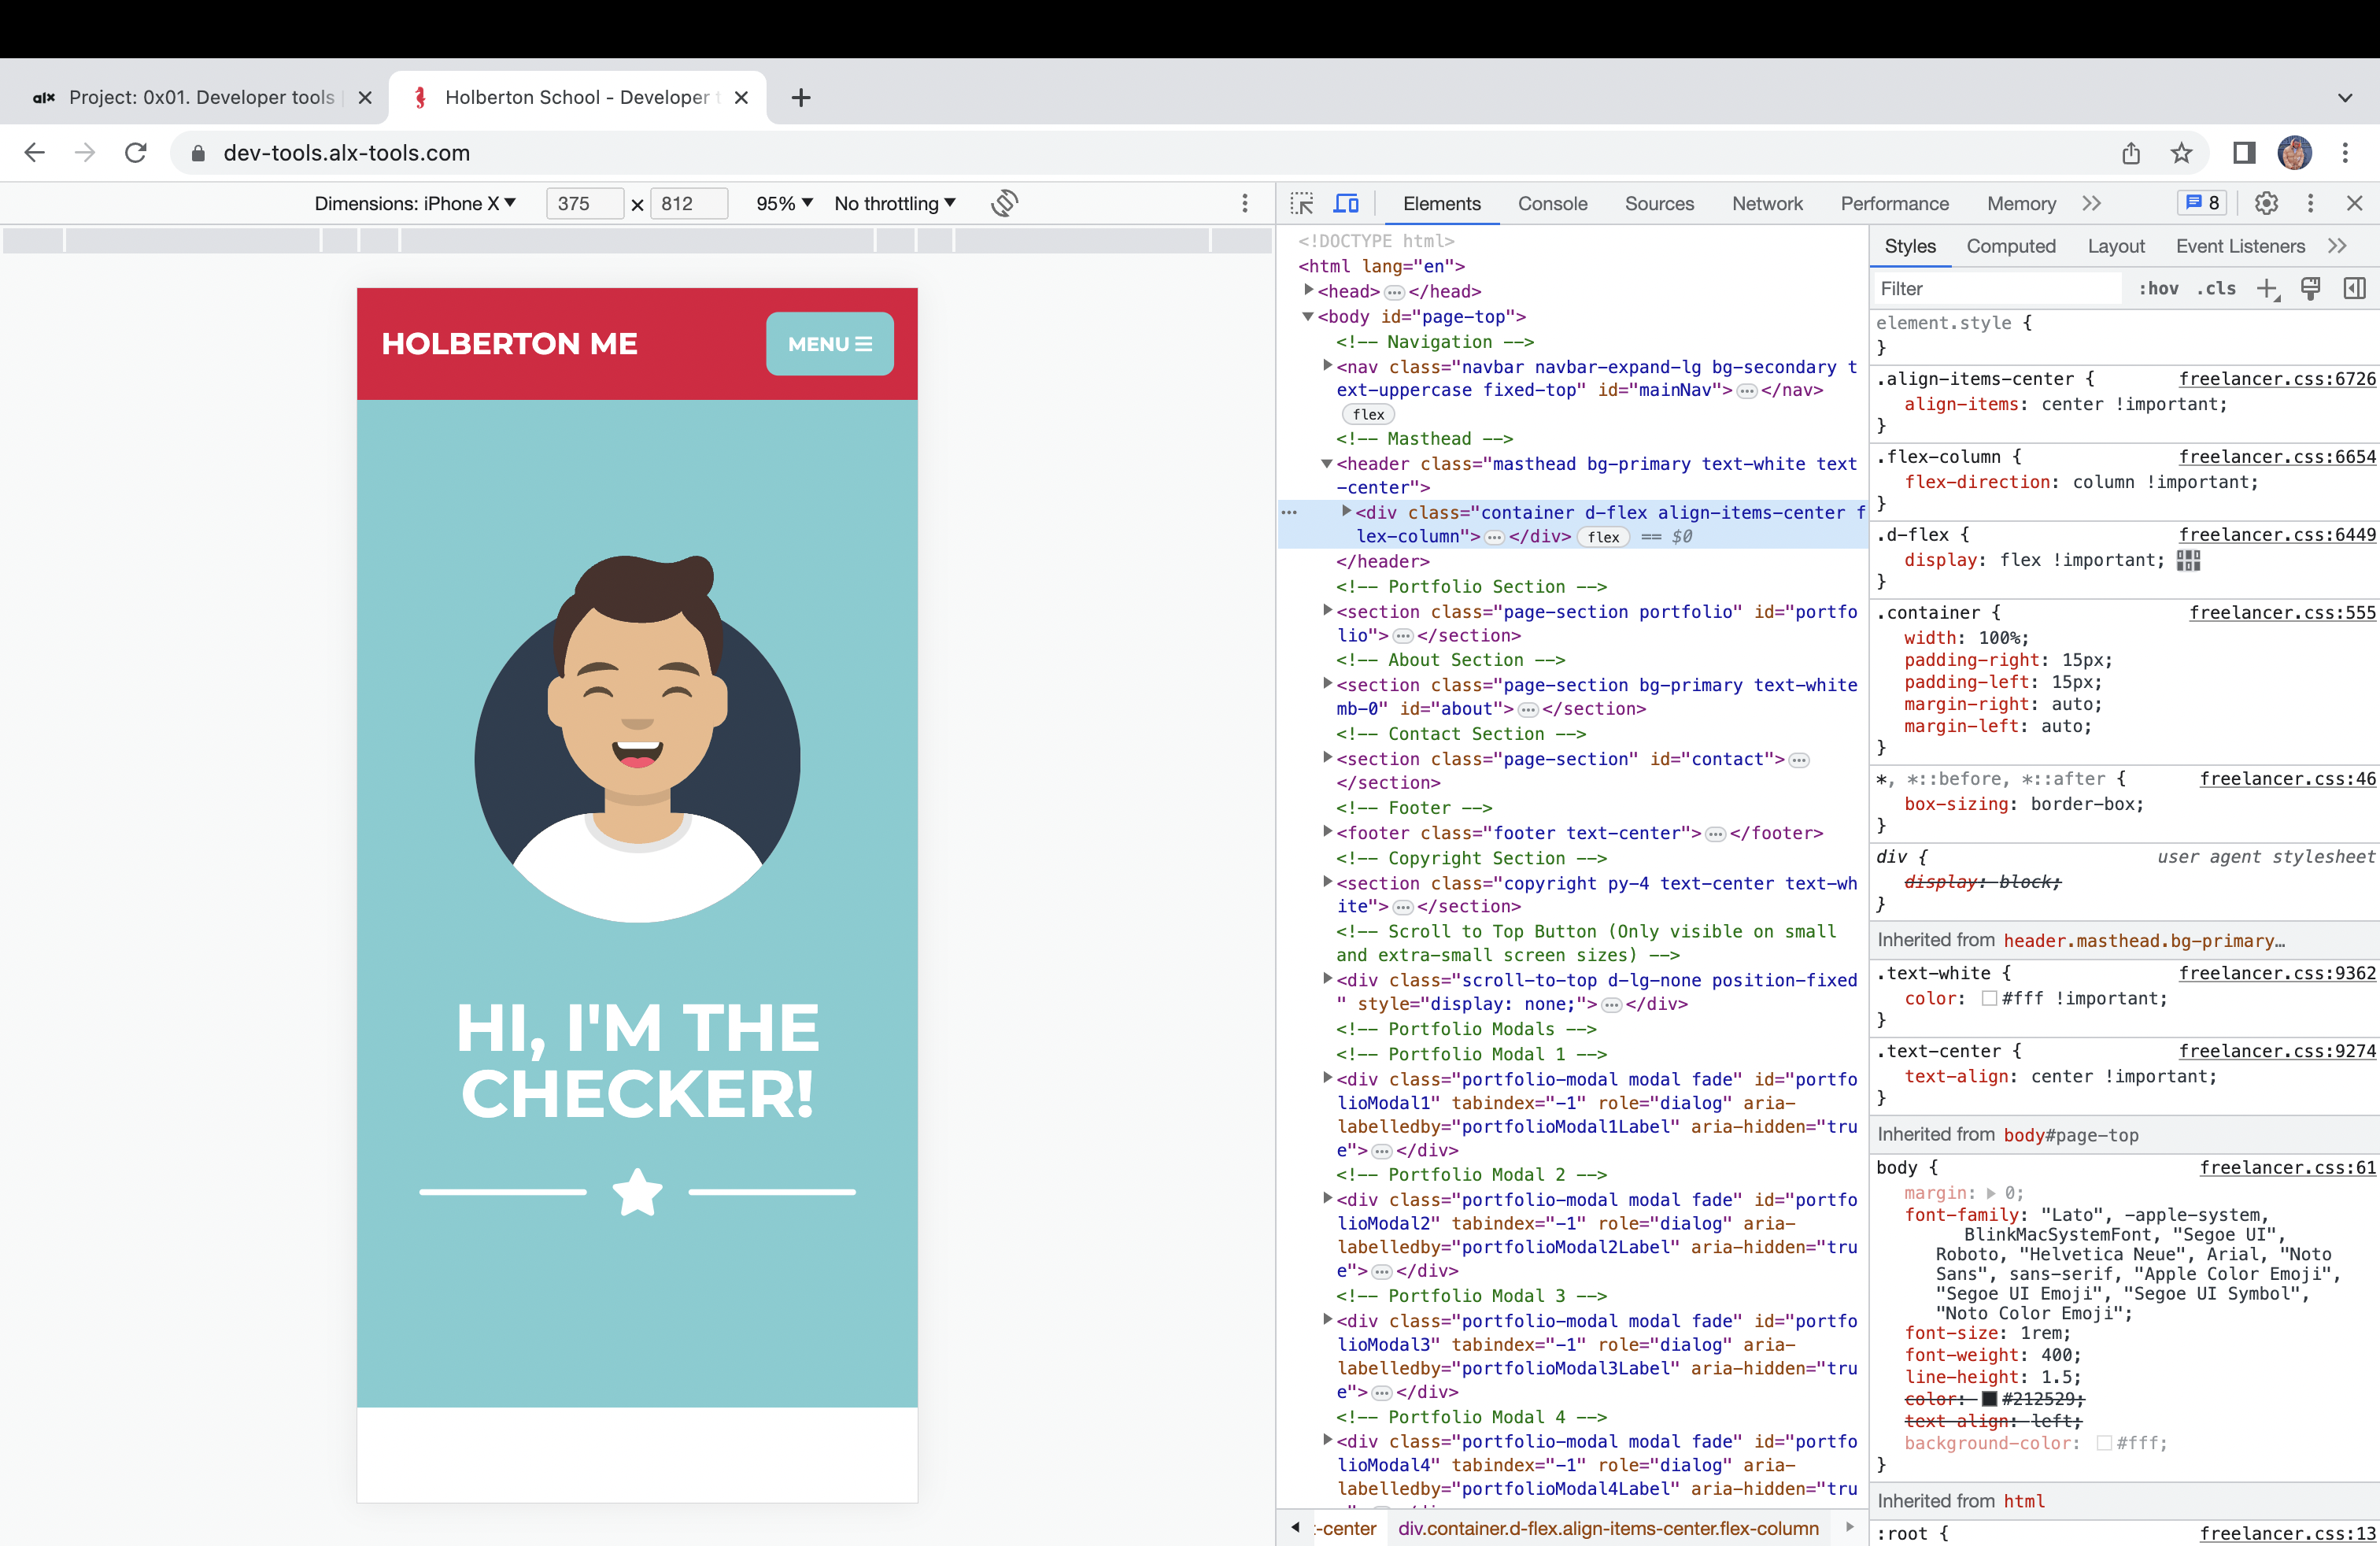 alx Project: 0x01. Developer tools
Holberton School - Developer t
dev-tools.alx-tools.com
Dimensions: iPhone X ▼ 375 × 812 95% ▼ No throttling ▼
Elements Console Sources Network Performance Memory >> 8
HOLBERTON ME
MENU
HI, I'M THE
CHECKER!
<!DOCTYPE html>
<html lang="en">
<head>…</head>
<body id="page-top">
<!-- Navigation -->
<nav class="navbar navbar-expand-lg bg-secondary t
ext-uppercase fixed-top" id="mainNav">…</nav>
flex
<!-- Masthead -->
<header class="masthead bg-primary text-white text
-center">
<div class="container d-flex align-items-center f
lex-column">…</div> flex == $0
</header>
<!-- Portfolio Section -->
<section class="page-section portfolio" id="portfo
lio">…</section>
<!-- About Section -->
<section class="page-section bg-primary text-white
mb-0" id="about">…</section>
<!-- Contact Section -->
<section class="page-section" id="contact">…
</section>
<!-- Footer -->
<footer class="footer text-center">…</footer>
<!-- Copyright Section -->
<section class="copyright py-4 text-center text-wh
ite">…</section>
<!-- Scroll to Top Button (Only visible on small
and extra-small screen sizes) -->
<div class="scroll-to-top d-lg-none position-fixed
" style="display: none;">…</div>
<!-- Portfolio Modals -->
<!-- Portfolio Modal 1 -->
<div class="portfolio-modal modal fade" id="portfo
lioModal1" tabindex="-1" role="dialog" aria-
labelledby="portfolioModal1Label" aria-hidden="tru
e">…</div>
<!-- Portfolio Modal 2 -->
<div class="portfolio-modal modal fade" id="portfo
lioModal2" tabindex="-1" role="dialog" aria-
labelledby="portfolioModal2Label" aria-hidden="tru
e">…</div>
<!-- Portfolio Modal 3 -->
<div class="portfolio-modal modal fade" id="portfo
lioModal3" tabindex="-1" role="dialog" aria-
labelledby="portfolioModal3Label" aria-hidden="tru
e">…</div>
<!-- Portfolio Modal 4 -->
<div class="portfolio-modal modal fade" id="portfo
lioModal4" tabindex="-1" role="dialog" aria-
labelledby="portfolioModal4Label" aria-hidden="tru
-center div.container.d-flex.align-items-center.flex-column
Styles Computed Layout Event Listeners >>
Filter :hov .cls +
element.style {
}
.align-items-center { freelancer.css:6726
align-items: center !important;
}
.flex-column { freelancer.css:6654
flex-direction: column !important;
}
.d-flex { freelancer.css:6449
display: flex !important;
}
.container { freelancer.css:555
width: 100%;
padding-right: 15px;
padding-left: 15px;
margin-right: auto;
margin-left: auto;
}
*, *::before, *::after { freelancer.css:46
box-sizing: border-box;
}
div { user agent stylesheet
display: block;
}
Inherited from header.masthead.bg-primary…
.text-white { freelancer.css:9362
color: #fff !important;
}
.text-center { freelancer.css:9274
text-align: center !important;
}
Inherited from body#page-top
body { freelancer.css:61
margin: 0;
font-family: "Lato", -apple-system,
BlinkMacSystemFont, "Segoe UI",
Roboto, "Helvetica Neue", Arial, "Noto
Sans", sans-serif, "Apple Color Emoji",
"Segoe UI Emoji", "Segoe UI Symbol",
"Noto Color Emoji";
font-size: 1rem;
font-weight: 400;
line-height: 1.5;
color: #212529;
text-align: left;
background-color: #fff;
}
Inherited from html
:root { freelancer.css:13